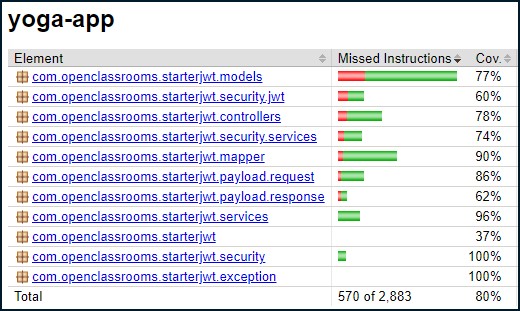 yoga-app
Element Missed Instructions Cov.
com.openclassrooms.starterjwt.models 77%
com.openclassrooms.starterjwt.security.jwt 60%
com.openclassrooms.starterjwt.controllers 78%
com.openclassrooms.starterjwt.security.services 74%
com.openclassrooms.starterjwt.mapper 90%
com.openclassrooms.starterjwt.payload.request 86%
com.openclassrooms.starterjwt.payload.response 62%
com.openclassrooms.starterjwt.services 96%
com.openclassrooms.starterjwt 37%
com.openclassrooms.starterjwt.security 100%
com.openclassrooms.starterjwt.exception 100%
Total 570 of 2,883 80%